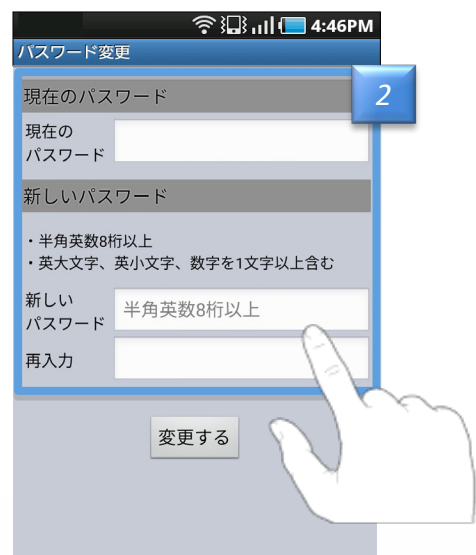 4:46PM
パスワード変更
2
現在のパスワード
現在の
パスワード
新しいパスワード
・半角英数8桁以上
・英大文字、英小文字、数字を1文字以上含む
新しい
パスワード
半角英数8桁以上
再入力
変更する